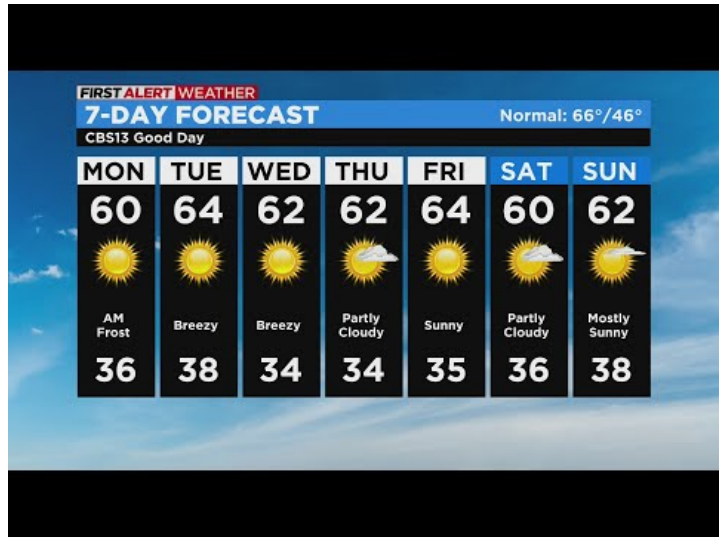 FIRST ALERT WEATHER
7-DAY FORECAST
Normal: 66°/46°
CBS13 Good Day
MON TUE WED THU FRI SAT SUN
60 64 62 62 64 60 62
AM Frost Breezy Breezy Partly Cloudy Sunny Partly Cloudy Mostly Sunny
36 38 34 34 35 36 38